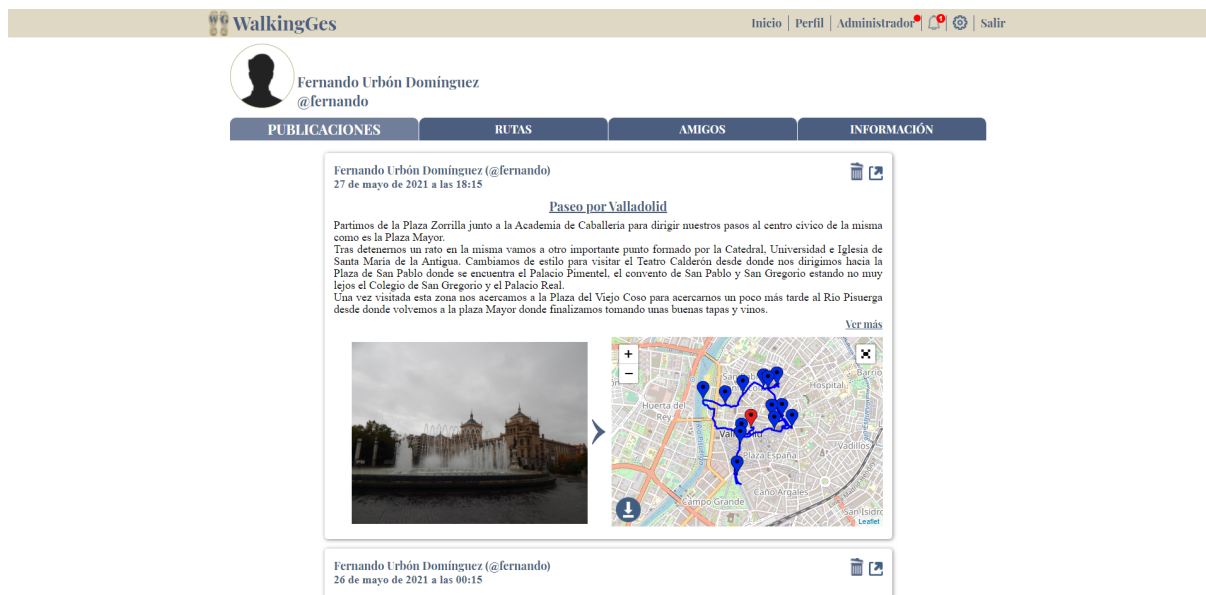 WG WalkingGes
Inicio | Perfil | Administrador | 1 | Salir
Fernando Urbón Domínguez
@fernando
PUBLICACIONES RUTAS AMIGOS INFORMACIÓN
Fernando Urbón Domínguez (@fernando)
27 de mayo de 2021 a las 18:15
Paseo por Valladolid
Partimos de la Plaza Zorrilla junto a la Academia de Caballería para dirigir nuestros pasos al centro cívico de la misma
como es la Plaza Mayor.
Tras detenernos un rato en la misma vamos a otro importante punto formado por la Catedral, Universidad e Iglesia de
Santa Maria de la Antigua. Cambiamos de estilo para visitar el Teatro Calderón desde donde nos dirigimos hacia la
Plaza de San Pablo donde se encuentra el Palacio Pimentel, el convento de San Pablo y San Gregorio estando no muy
lejos el Colegio de San Gregorio y el Palacio Real.
Una vez visitada esta zona nos acercamos a la Plaza del Viejo Coso para acercarnos un poco más tarde al Rio Pisuerga
desde donde volvemos a la plaza Mayor donde finalizamos tomando unas buenas tapas y vinos.
Ver más
+
−
Barrio
Hospital
Huerta del
Rey
Plaza España
Vadillos
Caño Argales
Campo Grande
San Isidro
Leaflet
Fernando Urbón Domínguez (@fernando)
26 de mayo de 2021 a las 00:15